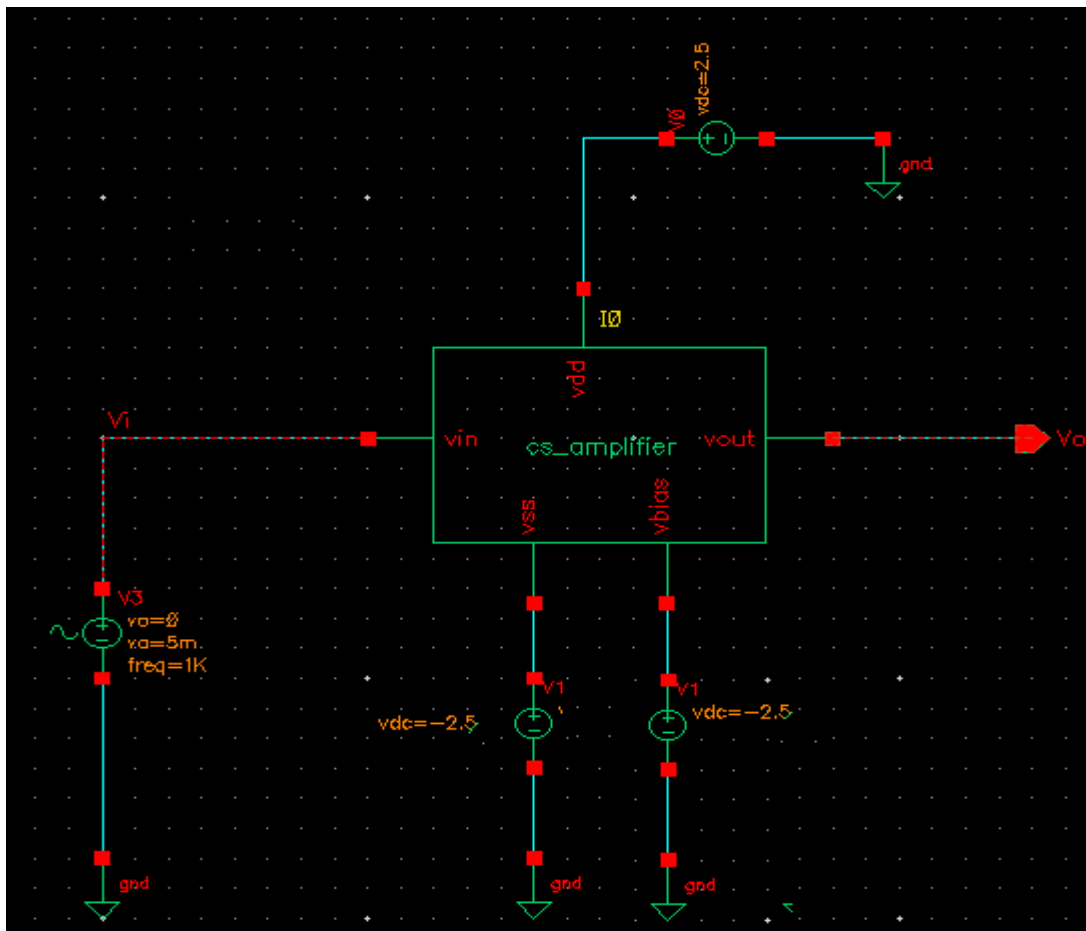 vdc=2.5
V0
gnd
I0
vdd
Vi
vin
cs_amplifier
vout
Vo
vss
vbias
V3
vo=0
va=5m
freq=1K
V1
vdc=-2.5
V1
vdc=-2.5
gnd
gnd
gnd